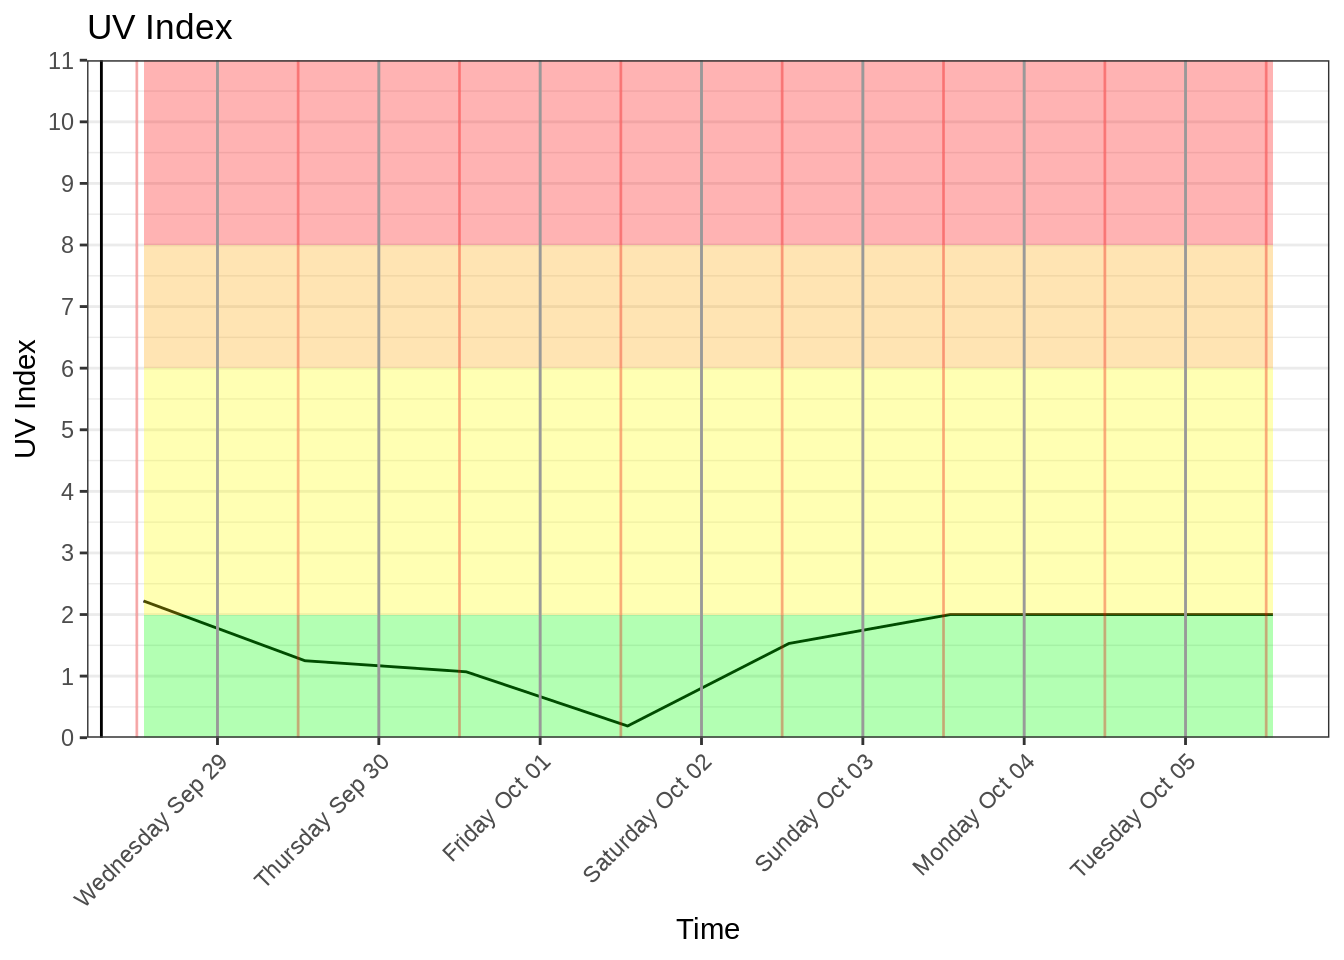 UV Index
11
10
9
8
7
6
5
4
3
2
1
0
UV Index
Wednesday Sep 29
Thursday Sep 30
Friday Oct 01
Saturday Oct 02
Sunday Oct 03
Monday Oct 04
Tuesday Oct 05
Time